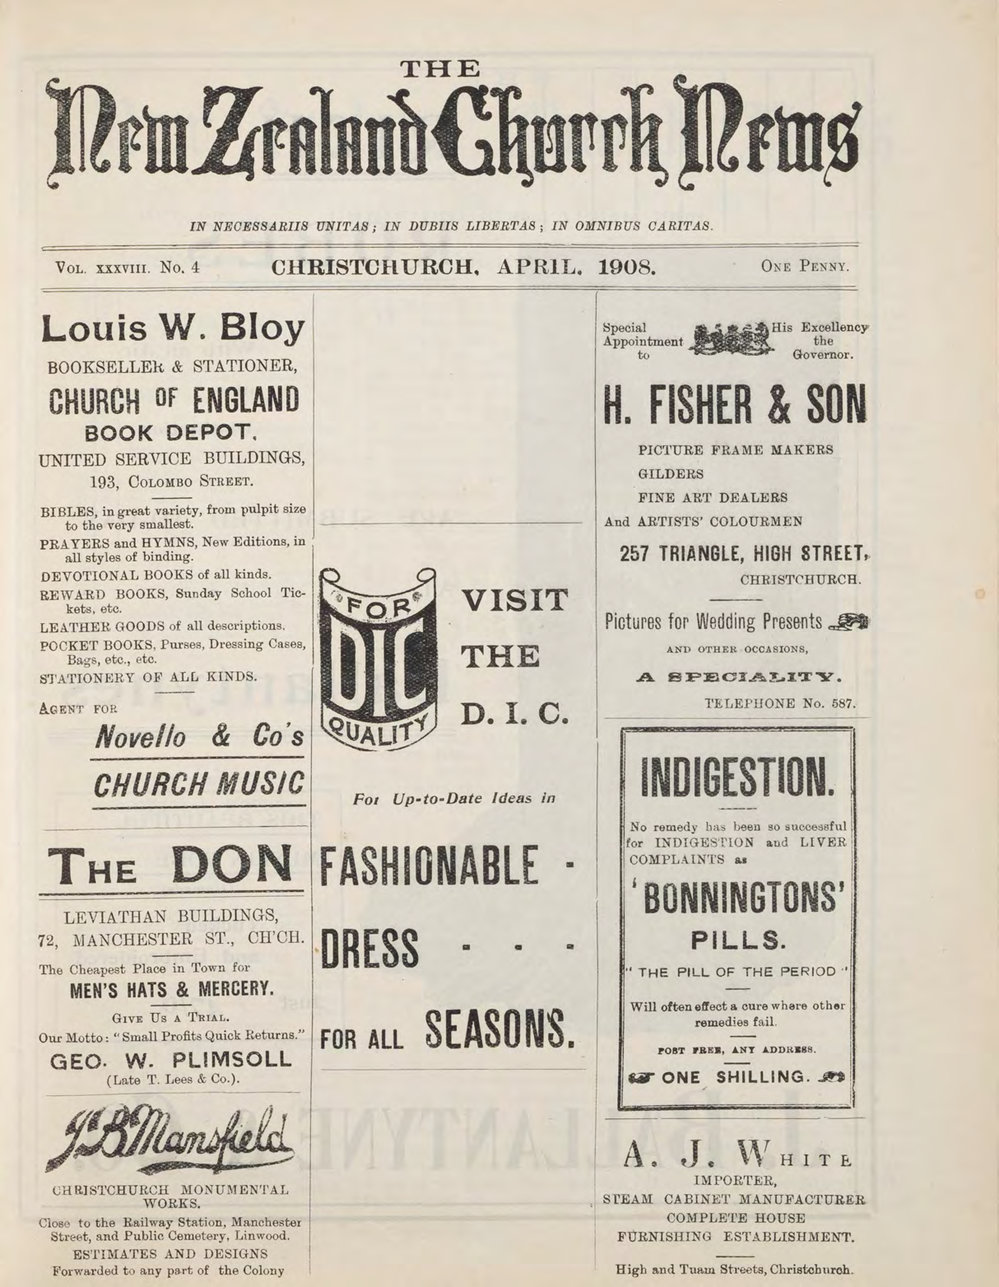 THE
New Zealand Church News
IN NECESSARIIS UNITAS; IN DUBIIS LIBERTAS; IN OMNIBUS CARITAS.
VOL. XXXVIII. No. 4 CHRISTCHURCH, APRIL, 1908. ONE PENNY.
Louis W. Bloy
BOOKSELLER & STATIONER,
CHURCH OF ENGLAND
BOOK DEPOT.
UNITED SERVICE BUILDINGS,
193, COLOMBO STREET.
BIBLES, in great variety, from pulpit size
to the very smallest.
PRAYERS and HYMNS, New Editions, in
all styles of binding.
DEVOTIONAL BOOKS of all kinds.
REWARD BOOKS, Sunday School Tic-
kets, etc.
LEATHER GOODS of all descriptions.
POCKET BOOKS, Purses, Dressing Cases,
Bags, etc., etc.
STATIONERY OF ALL KINDS.
AGENT FOR
Novello & Co's
CHURCH MUSIC
THE DON
LEVIATHAN BUILDINGS,
72, MANCHESTER ST., CH'CH.
The Cheapest Place in Town for
MEN'S HATS & MERCERY.
GIVE US A TRIAL.
Our Motto: "Small Profits Quick Returns."
GEO. W. PLIMSOLL
(Late T. Lees & Co.).
J B Mansfield
CHRISTCHURCH MONUMENTAL
WORKS.
Close to the Railway Station, Manchester
Street, and Public Cemetery, Linwood.
ESTIMATES AND DESIGNS
Forwarded to any part of the Colony
FOR
DIC
QUALITY
VISIT
THE
D. I. C.
For Up-to-Date Ideas in
FASHIONABLE -
DRESS - - -
FOR ALL SEASONS.
Special
Appointment
to
His Excellency
the
Governor.
H. FISHER & SON
PICTURE FRAME MAKERS
GILDERS
FINE ART DEALERS
And ARTISTS' COLOURMEN
257 TRIANGLE, HIGH STREET,
CHRISTCHURCH.
Pictures for Wedding Presents
AND OTHER OCCASIONS,
A SPECIALITY.
TELEPHONE No. 587.
INDIGESTION.
No remedy has been so successful
for INDIGESTION and LIVER
COMPLAINTS as
'BONNINGTONS'
PILLS.
"THE PILL OF THE PERIOD"
Will often effect a cure where other
remedies fail.
POST FREE, ANY ADDRESS.
ONE SHILLING.
A. J. WHITE
IMPORTER,
STEAM CABINET MANUFACTURER
COMPLETE HOUSE
FURNISHING ESTABLISHMENT.
High and Tuam Streets, Christchurch.